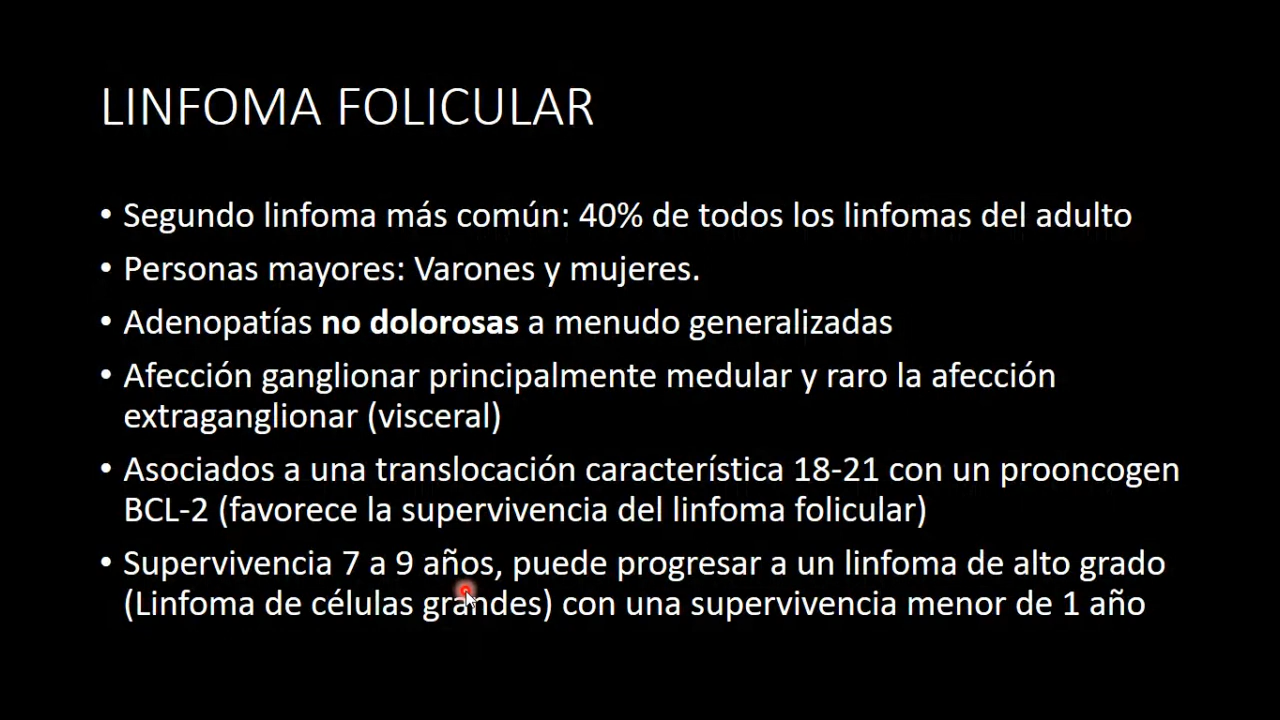 LINFOMA FOLICULAR
• Segundo linfoma más común: 40% de todos los linfomas del adulto
• Personas mayores: Varones y mujeres.
• Adenopatías no dolorosas a menudo generalizadas
• Afección ganglionar principalmente medular y raro la afección
extraganglionar (visceral)
• Asociados a una translocación característica 18-21 con un prooncogen
BCL-2 (favorece la supervivencia del linfoma folicular)
• Supervivencia 7 a 9 años, puede progresar a un linfoma de alto grado
(Linfoma de células grandes) con una supervivencia menor de 1 año